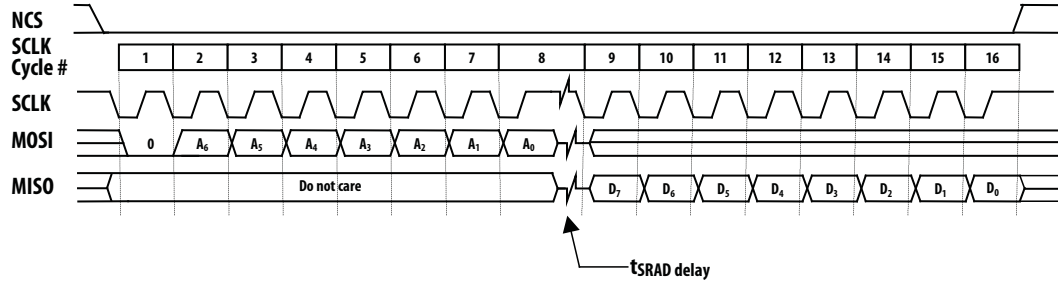 NCS
SCLK
Cycle #
1 2 3 4 5 6 7 8 9 10 11 12 13 14 15 16
SCLK
MOSI 0 A6 A5 A4 A3 A2 A1 A0
MISO Do not care D7 D6 D5 D4 D3 D2 D1 D0
tSRAD delay